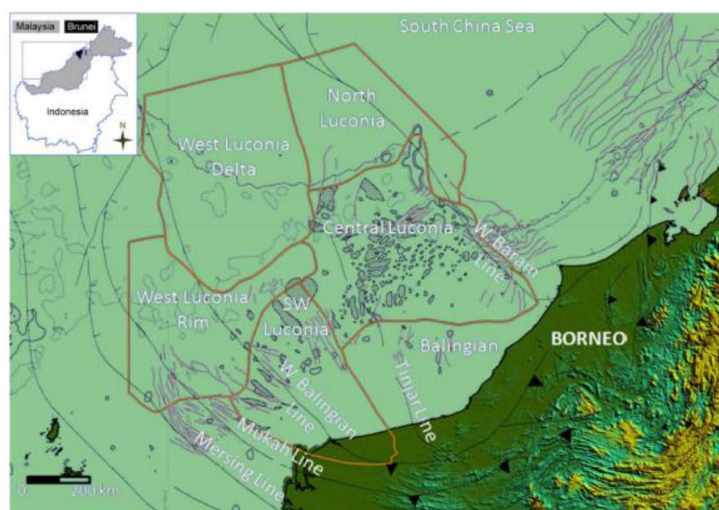 Malaysia Brunei
Indonesia
N
South China Sea
North
Luconia
West Luconia
Delta
Central Luconia
W. Baram
Line
West Luconia
Rim
SW
Luconia
Balingian
BORNEO
W. Balingian
Line
Tinjar Line
Mukah Line
Mersing Line
0 200 km